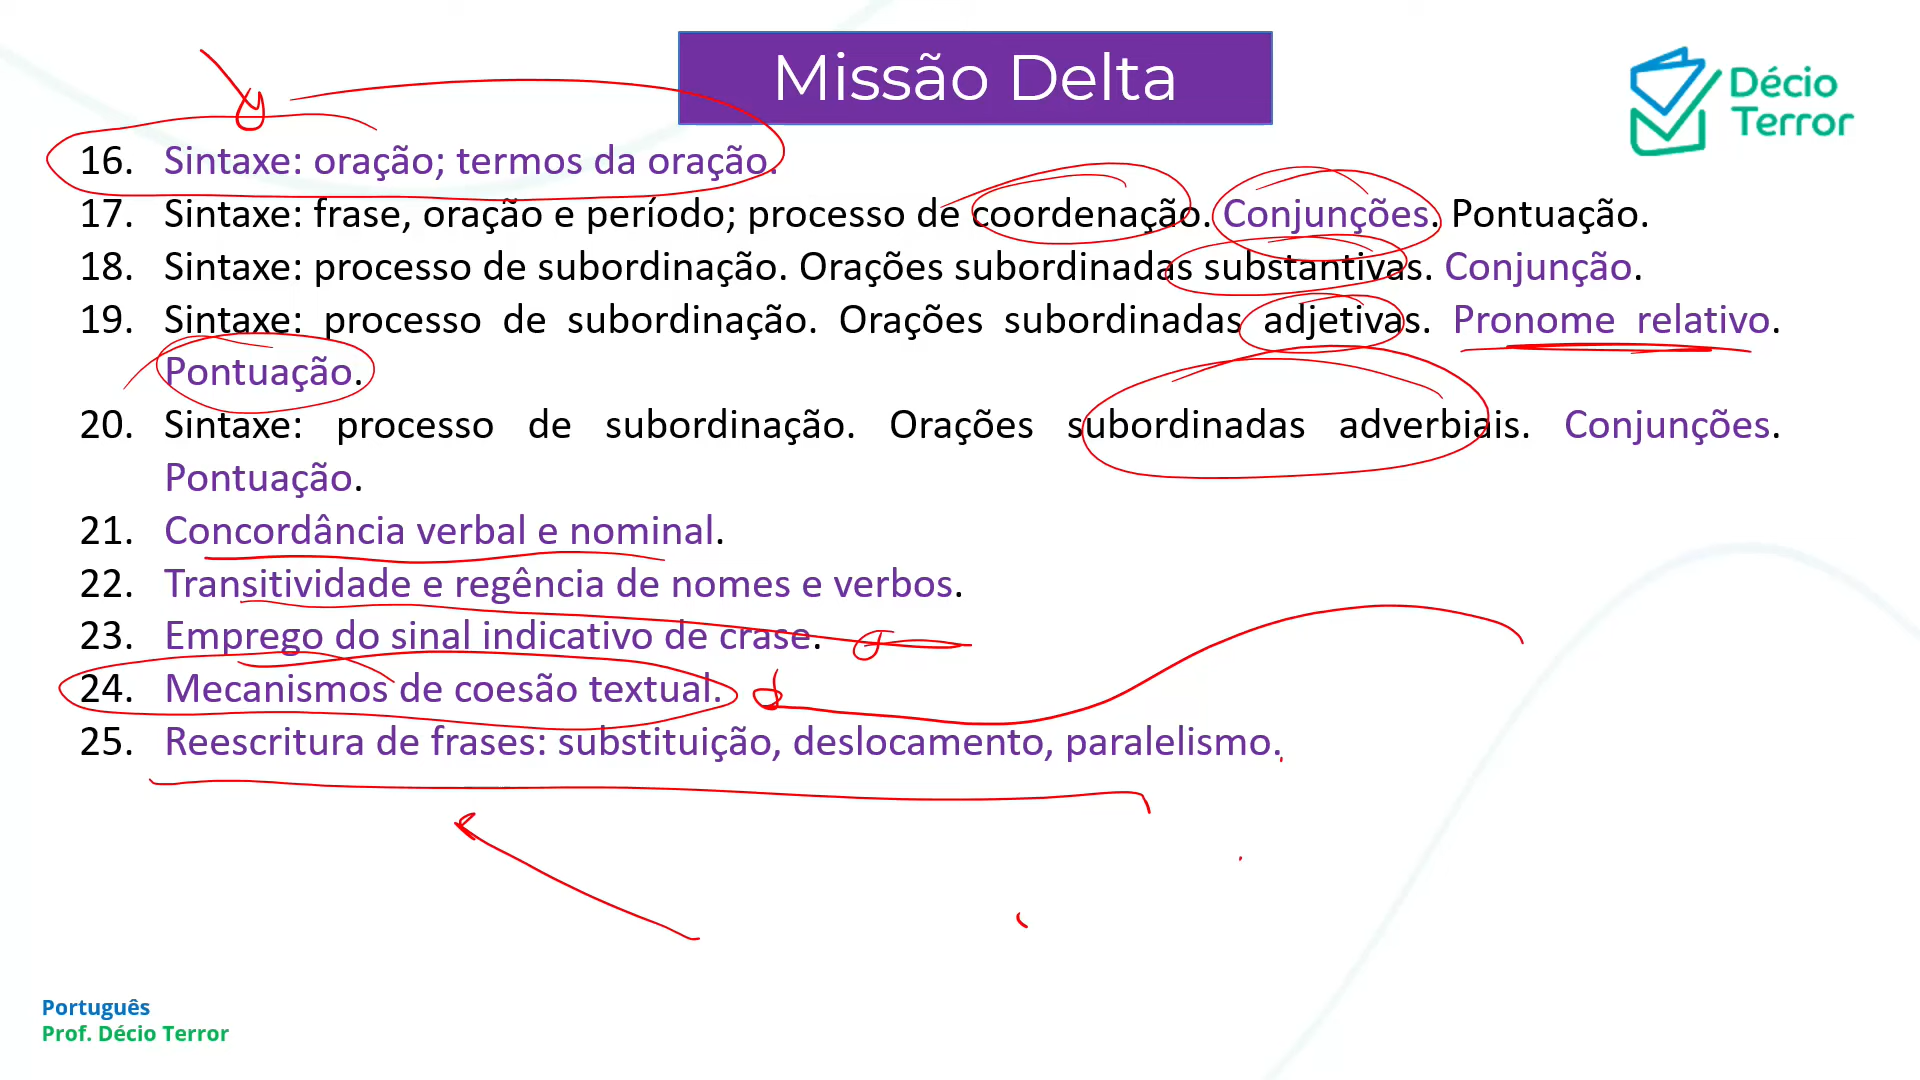 Missão Delta
Décio
Terror
16. Sintaxe: oração; termos da oração.
17. Sintaxe: frase, oração e período; processo de coordenação. Conjunções. Pontuação.
18. Sintaxe: processo de subordinação. Orações subordinadas substantivas. Conjunção.
19. Sintaxe: processo de subordinação. Orações subordinadas adjetivas. Pronome relativo.
Pontuação.
20. Sintaxe: processo de subordinação. Orações subordinadas adverbiais. Conjunções.
Pontuação.
21. Concordância verbal e nominal.
22. Transitividade e regência de nomes e verbos.
23. Emprego do sinal indicativo de crase.
24. Mecanismos de coesão textual.
25. Reescritura de frases: substituição, deslocamento, paralelismo.
Português
Prof. Décio Terror